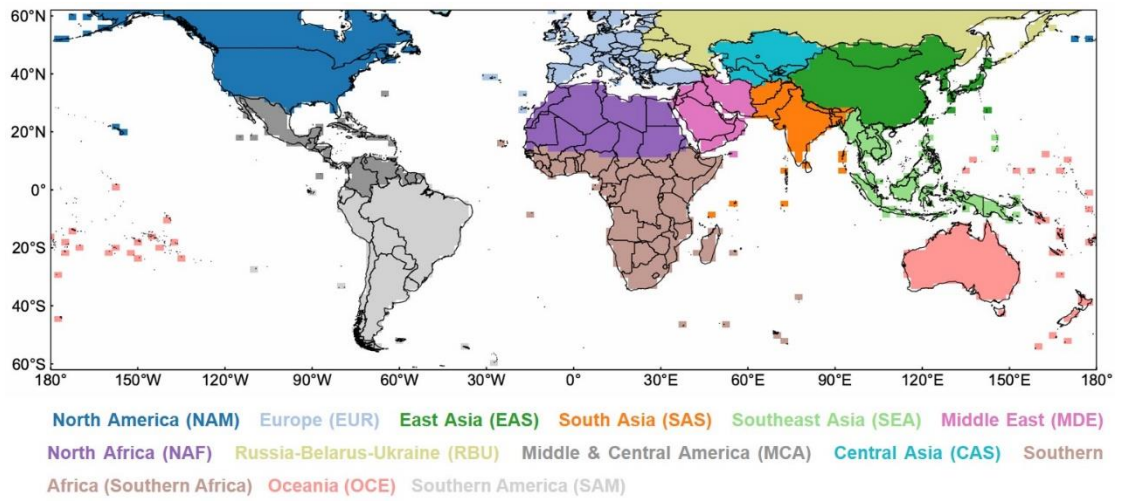 60°N
40°N
20°N
0°
20°S
40°S
60°S
180 150°W 120°W 90°W 60°W 30°W 0° 30°E 60°E 90°E 120°E 150°E 180°
North America (NAM) Europe (EUR) East Asia (EAS) South Asia (SAS) Southeast Asia (SEA) Middle East (MDE)
North Africa (NAF) Russia-Belarus-Ukraine (RBU) Middle & Central America (MCA) Central Asia (CAS) Southern
Africa (Southern Africa) Oceania (OCE) Southern America (SAM)